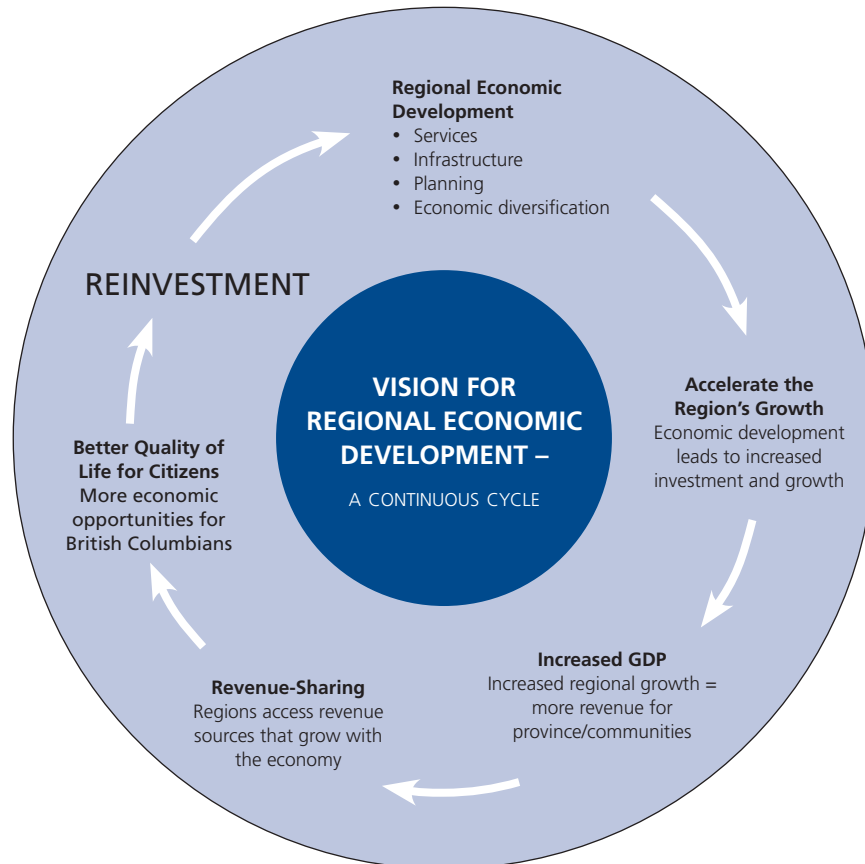 Regional Economic
Development
• Services
• Infrastructure
• Planning
• Economic diversification
REINVESTMENT
VISION FOR
REGIONAL ECONOMIC
DEVELOPMENT –
A CONTINUOUS CYCLE
Accelerate the
Region’s Growth
Economic development
leads to increased
investment and growth
Increased GDP
Increased regional growth =
more revenue for
province/communities
Revenue-Sharing
Regions access revenue
sources that grow with
the economy
Better Quality of
Life for Citizens
More economic
opportunities for
British Columbians